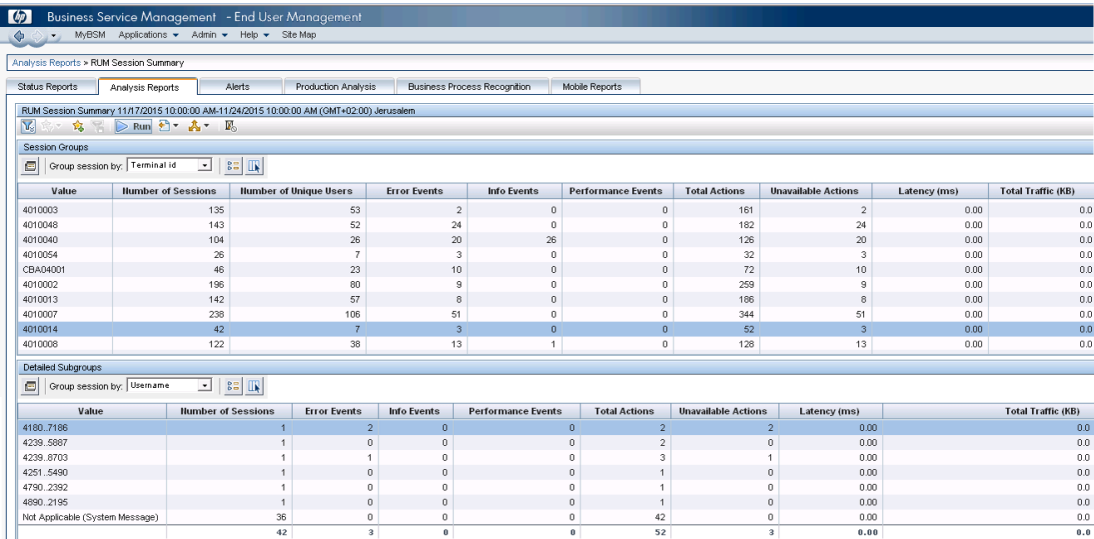 hp Business Service Management - End User Management
MyBSM Applications Admin Help Site Map
Analysis Reports > RUM Session Summary
Status Reports Analysis Reports Alerts Production Analysis Business Process Recognition Mobile Reports
RUM Session Summary 11/17/2015 10:00:00 AM-11/24/2015 10:00:00 AM (GMT+02:00) Jerusalem
Run
Session Groups
Group session by: Terminal id
Value Number of Sessions Number of Unique Users Error Events Info Events Performance Events Total Actions Unavailable Actions Latency (ms) Total Traffic (KB)
4010003 135 53 2 0 0 161 2 0.00 0.0
4010048 143 52 24 0 0 182 24 0.00 0.0
4010040 104 26 20 26 0 126 20 0.00 0.0
4010054 26 7 3 0 0 32 3 0.00 0.0
CBA04001 46 23 10 0 0 72 10 0.00 0.0
4010002 196 80 9 0 0 259 9 0.00 0.0
4010013 142 57 8 0 0 186 8 0.00 0.0
4010007 238 106 51 0 0 344 51 0.00 0.0
4010014 42 7 3 0 0 52 3 0.00 0.0
4010008 122 38 13 1 0 128 13 0.00 0.0
Detailed Subgroups
Group session by: Username
Value Number of Sessions Error Events Info Events Performance Events Total Actions Unavailable Actions Latency (ms) Total Traffic (KB)
4180..7186 1 2 0 0 2 2 0.00 0.0
4239..5887 1 0 0 0 2 0 0.00 0.0
4239..8703 1 1 0 0 3 1 0.00 0.0
4251..5490 1 0 0 0 1 0 0.00 0.0
4790..2392 1 0 0 0 1 0 0.00 0.0
4890..2195 1 0 0 0 1 0 0.00 0.0
Not Applicable (System Message) 36 0 0 0 42 0 0.00 0.0
42 3 0 0 52 3 0.00 0.0